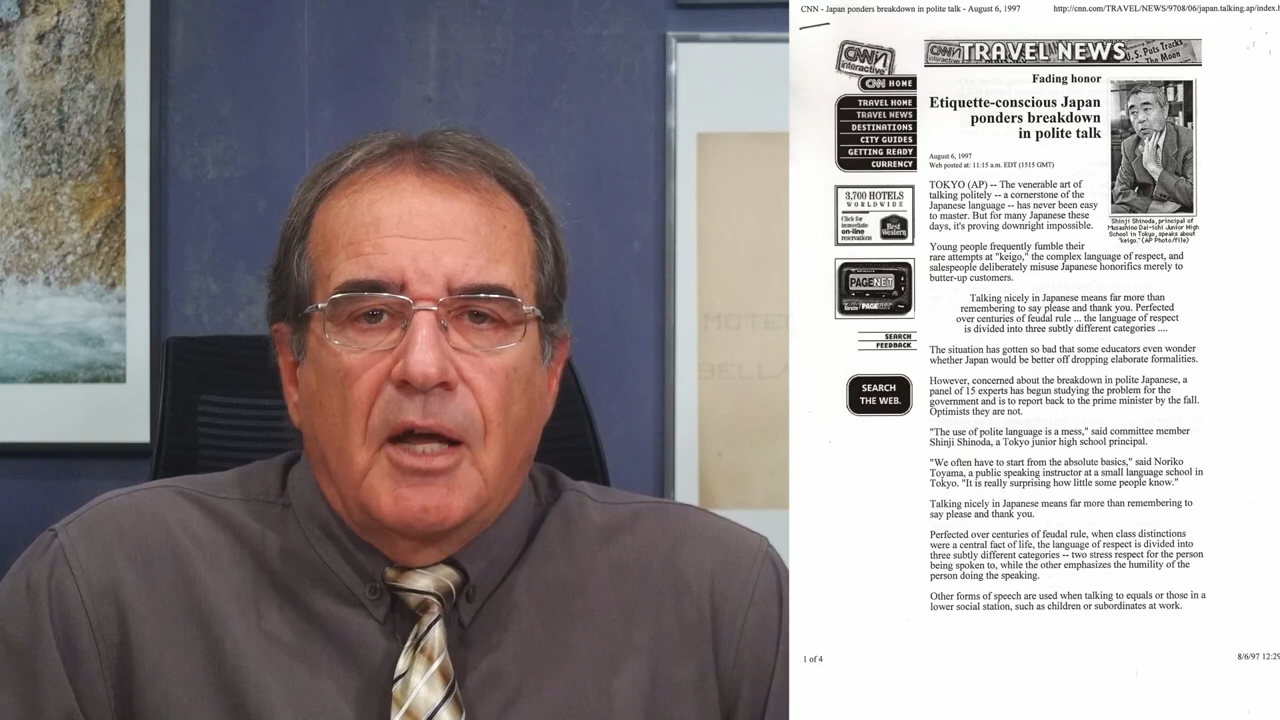 CNN - Japan ponders breakdown in polite talk - August 6, 1997
http://cnn.com/TRAVEL/NEWS/9708/06/japan.talking.ap/index.h
CNN
interactive
CNN
interactive
TRAVEL NEWS
U.S. Puts Tracks
The Moon
CNN HOME
TRAVEL HOME
TRAVEL NEWS
DESTINATIONS
CITY GUIDES
GETTING READY
CURRENCY
3,700 HOTELS
WORLDWIDE
Click for
immediate
on-line
reservations
Best
Western
PAGENET
PAGENET
SEARCH
FEEDBACK
SEARCH
THE WEB.
Fading honor
Etiquette-conscious Japan
ponders breakdown
in polite talk
August 6, 1997
Web posted at: 11:15 a.m. EDT (1515 GMT)
Shinji Shinoda, principal of
Musashino Dai-ichi Junior High
School in Tokyo, speaks about
"keigo." (AP Photo/file)
TOKYO (AP) -- The venerable art of
talking politely -- a cornerstone of the
Japanese language -- has never been easy
to master. But for many Japanese these
days, it's proving downright impossible.
Young people frequently fumble their
rare attempts at "keigo," the complex language of respect, and
salespeople deliberately misuse Japanese honorifics merely to
butter-up customers.
Talking nicely in Japanese means far more than
remembering to say please and thank you. Perfected
over centuries of feudal rule ... the language of respect
is divided into three subtly different categories ....
The situation has gotten so bad that some educators even wonder
whether Japan would be better off dropping elaborate formalities.
However, concerned about the breakdown in polite Japanese, a
panel of 15 experts has begun studying the problem for the
government and is to report back to the prime minister by the fall.
Optimists they are not.
"The use of polite language is a mess," said committee member
Shinji Shinoda, a Tokyo junior high school principal.
"We often have to start from the absolute basics," said Noriko
Toyama, a public speaking instructor at a small language school in
Tokyo. "It is really surprising how little some people know."
Talking nicely in Japanese means far more than remembering to
say please and thank you.
Perfected over centuries of feudal rule, when class distinctions
were a central fact of life, the language of respect is divided into
three subtly different categories -- two stress respect for the person
being spoken to, while the other emphasizes the humility of the
person doing the speaking.
Other forms of speech are used when talking to equals or those in a
lower social station, such as children or subordinates at work.
1 of 4
8/6/97 12:29
MOTE
BELLA